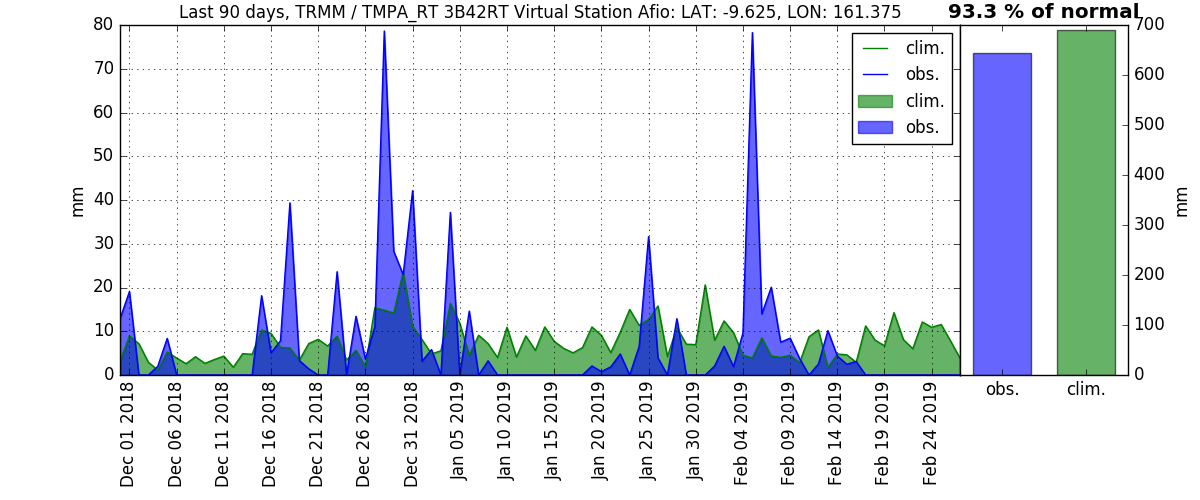 Last 90 days, TRMM / TMPA_RT 3B42RT Virtual Station Afio: LAT: -9.625, LON: 161.375
93.3 % of normal
80
70
60
50
40
30
20
10
0
mm
clim.
obs.
clim.
obs.
Dec 01 2018
Dec 06 2018
Dec 11 2018
Dec 16 2018
Dec 21 2018
Dec 26 2018
Dec 31 2018
Jan 05 2019
Jan 10 2019
Jan 15 2019
Jan 20 2019
Jan 25 2019
Jan 30 2019
Feb 04 2019
Feb 09 2019
Feb 14 2019
Feb 19 2019
Feb 24 2019
700
600
500
400
300
200
100
0
mm
obs.
clim.